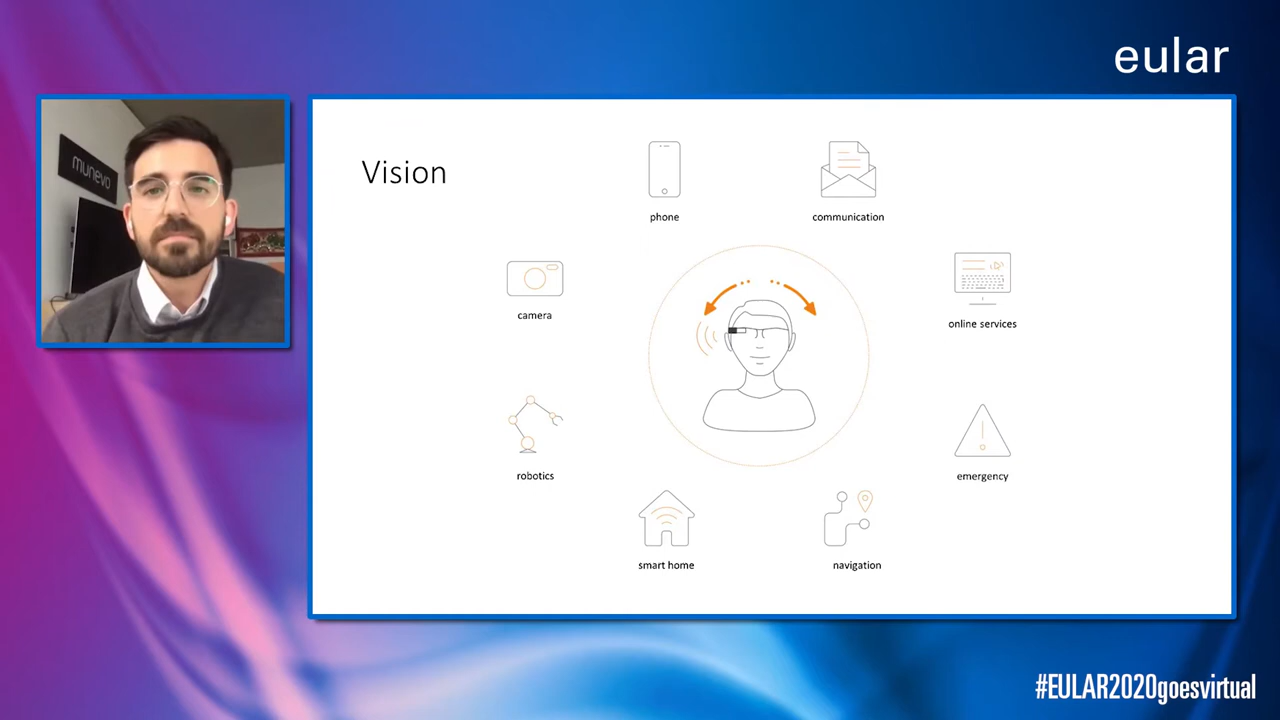 eular
munevo
Vision
phone
communication
camera
online services
robotics
emergency
smart home
navigation
#EULAR2020goesvirtual